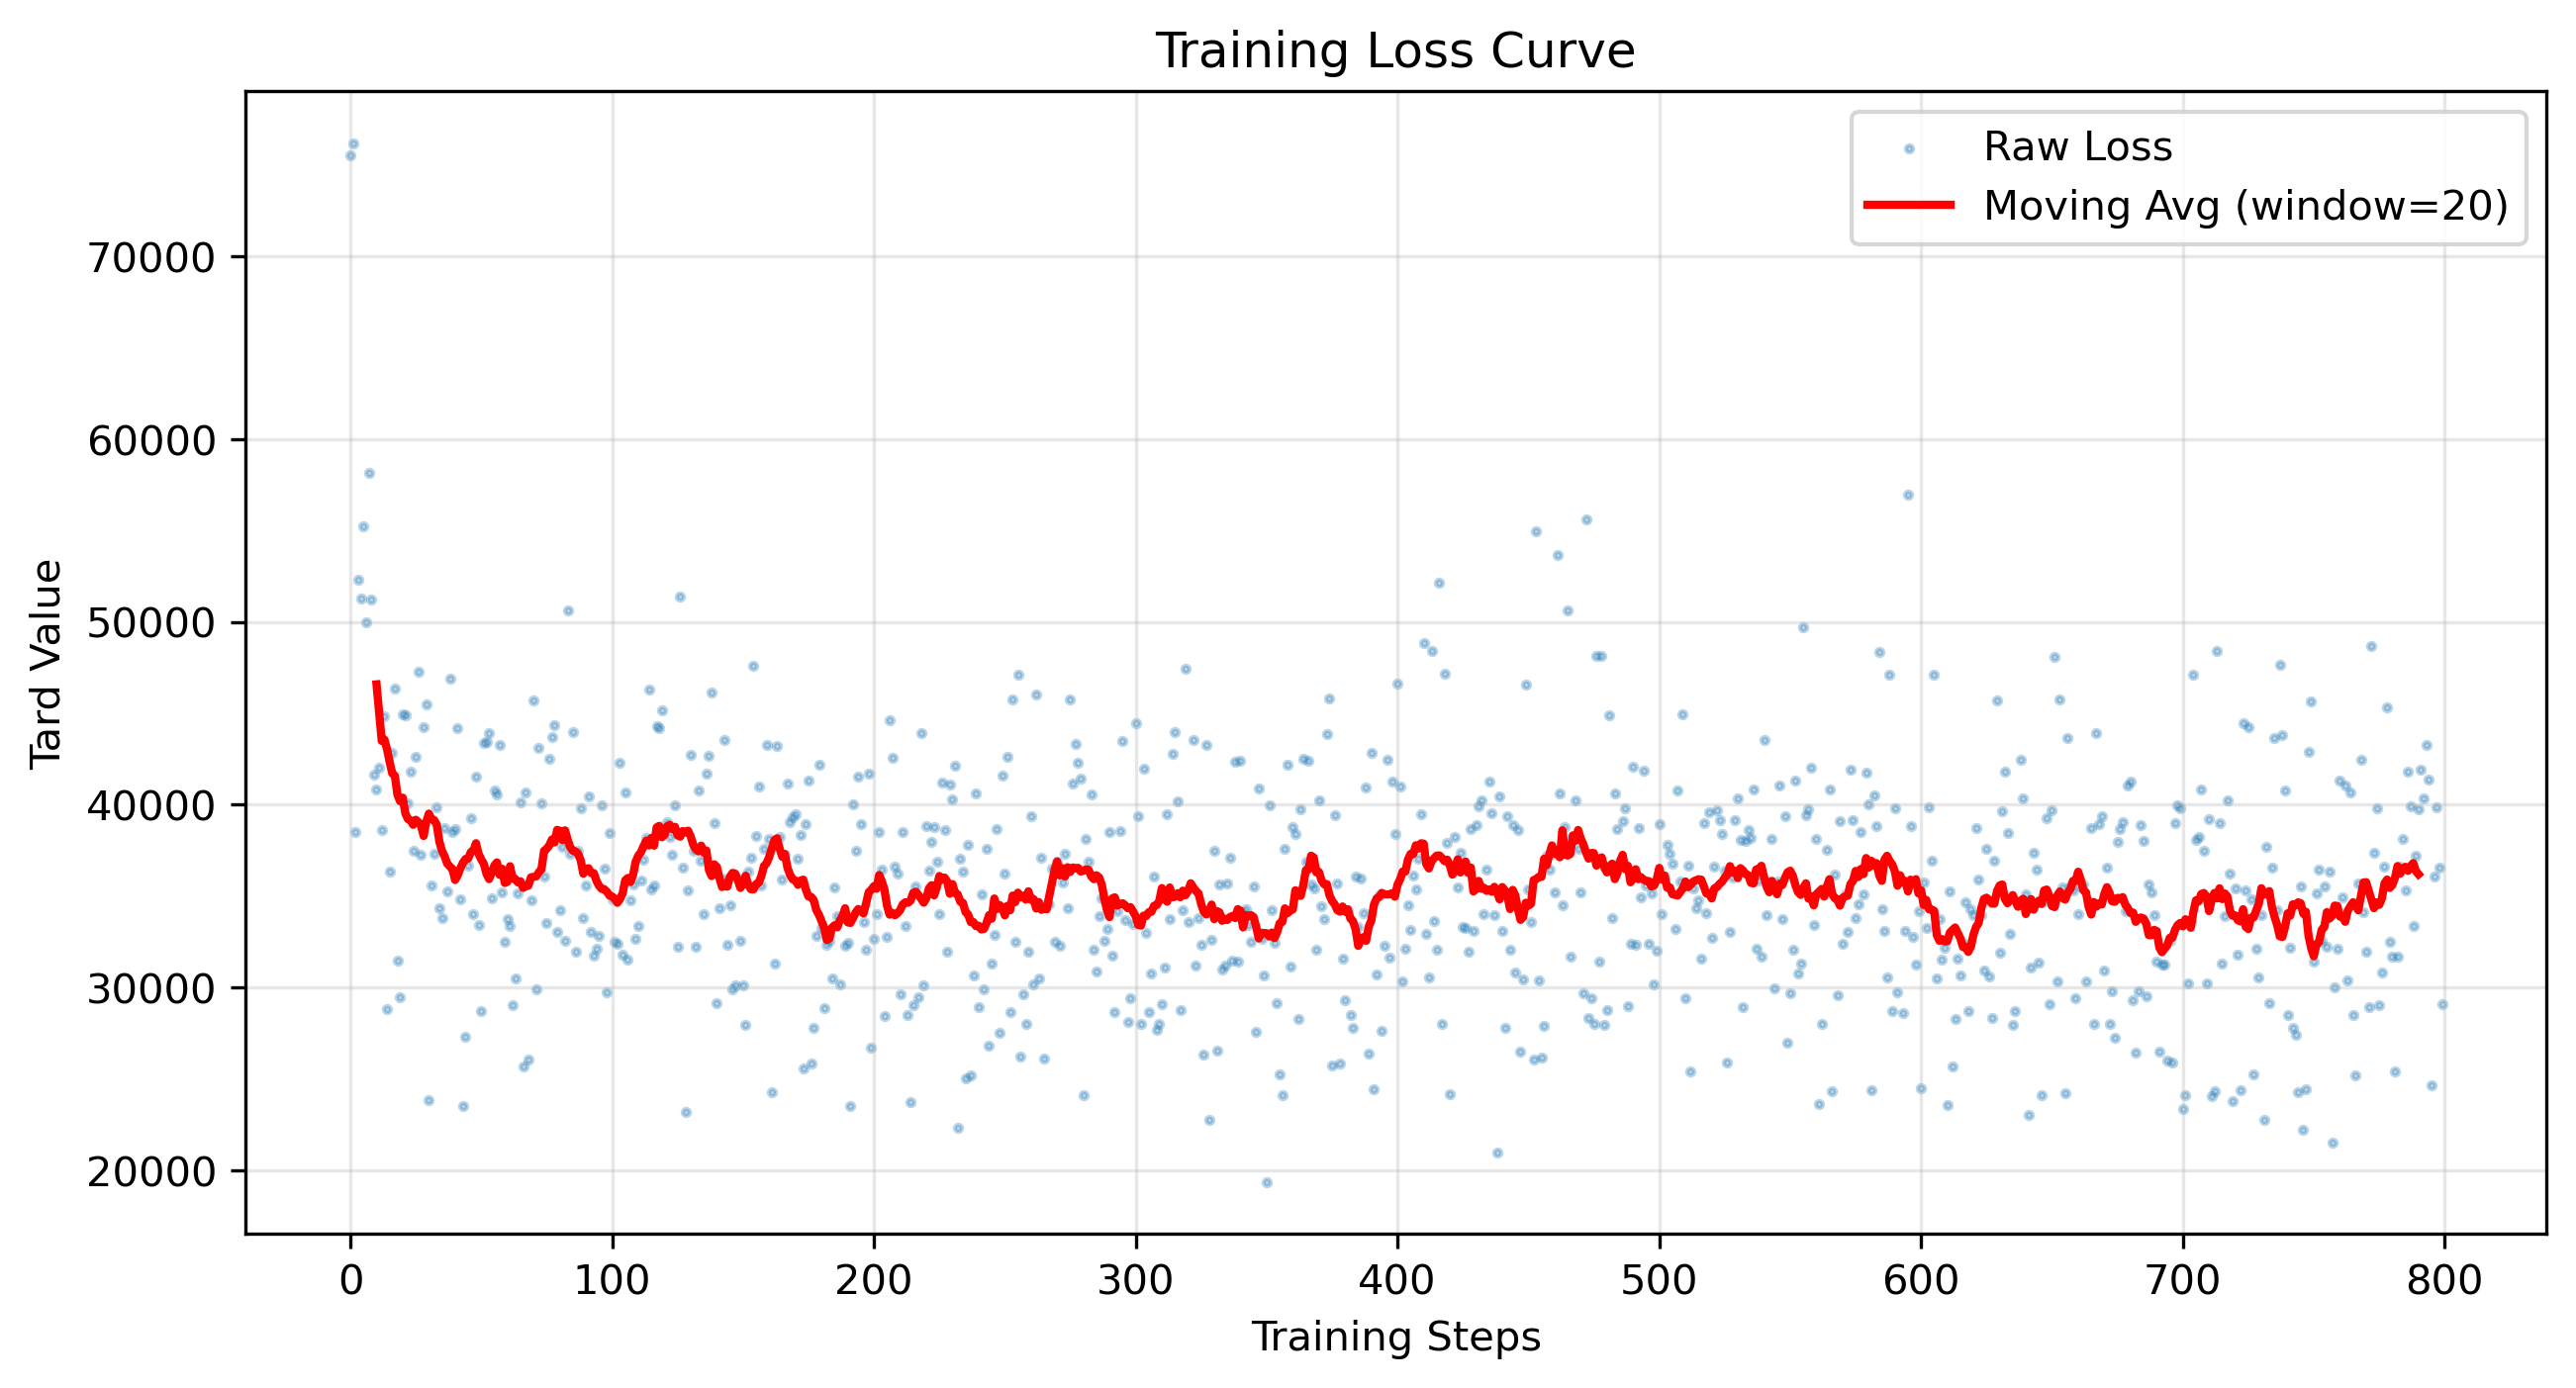 Training Loss Curve
Raw Loss
Moving Avg (window=20)
Tard Value
70000
60000
50000
40000
30000
20000
0 100 200 300 400 500 600 700 800
Training Steps